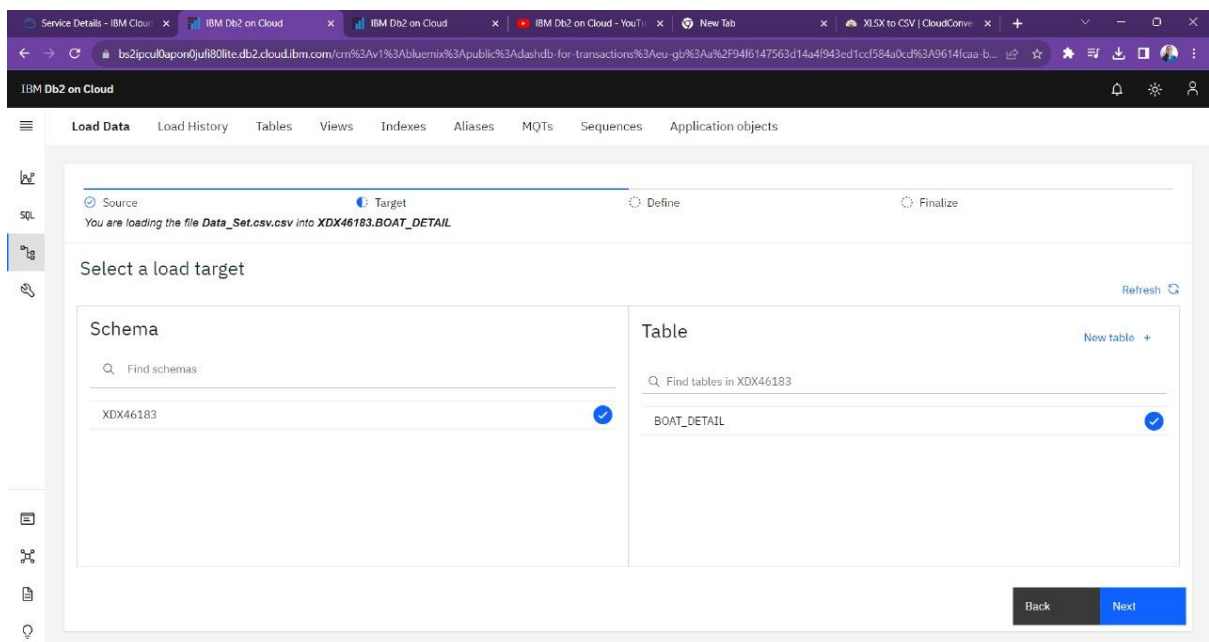 Service Details - IBM Clou
IBM Db2 on Cloud
IBM Db2 on Cloud
IBM Db2 on Cloud - YouTu
New Tab
XLSX to CSV | CloudConve
IBM Db2 on Cloud
Load Data Load History Tables Views Indexes Aliases MQTs Sequences Application objects
SQL
Source Target Define Finalize
You are loading the file Data_Set.csv.csv into XDX46183.BOAT_DETAIL
Select a load target
Refresh
Schema
Find schemas
XDX46183
Table
New table +
Find tables in XDX46183
BOAT_DETAIL
Back Next